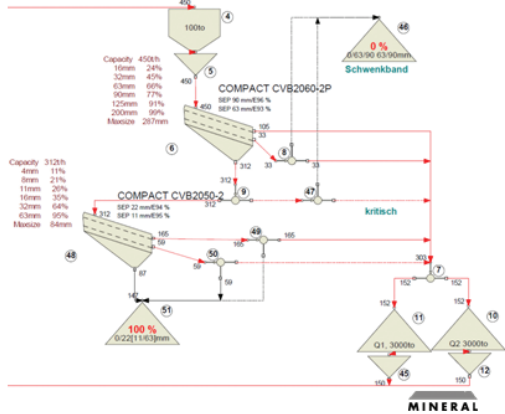 450
4
100to
5
450
46
0 %
0/63/90 63/90mm
Schwenkband
Capacity 450t/h
16mm 24%
32mm 45%
63mm 66%
90mm 77%
125mm 91%
200mm 99%
Maxsize 287mm
COMPACT CVB2060-2P
SEP 90 mm/E96 %
SEP 63 mm/E93 %
450
105
33
6
312
33
8
33
312
9
312
47
Capacity 312t/h
4mm 11%
8mm 21%
11mm 26%
16mm 35%
32mm 64%
63mm 95%
Maxsize 84mm
COMPACT CVB2050-2
SEP 22 mm/E94 %
SEP 11 mm/E95 %
312
kritisch
165
59
165
49
165
48
87
59
50
59
59
303
7
152
152
147
51
100 %
0/22[11/63]mm
152
11
Q1, 3000to
152
10
Q2 3000to
45
150
12
150
MINERAL